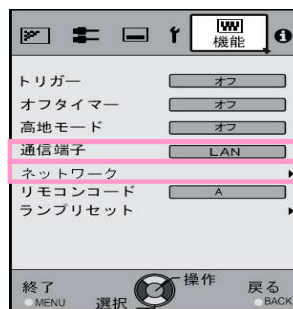 機能
トリガー オフ
オフタイマー オフ
高地モード オフ
通信端子 LAN
ネットワーク
リモコンコード A
ランプリセット
操作
終了 戻る
MENU 選択 BACK